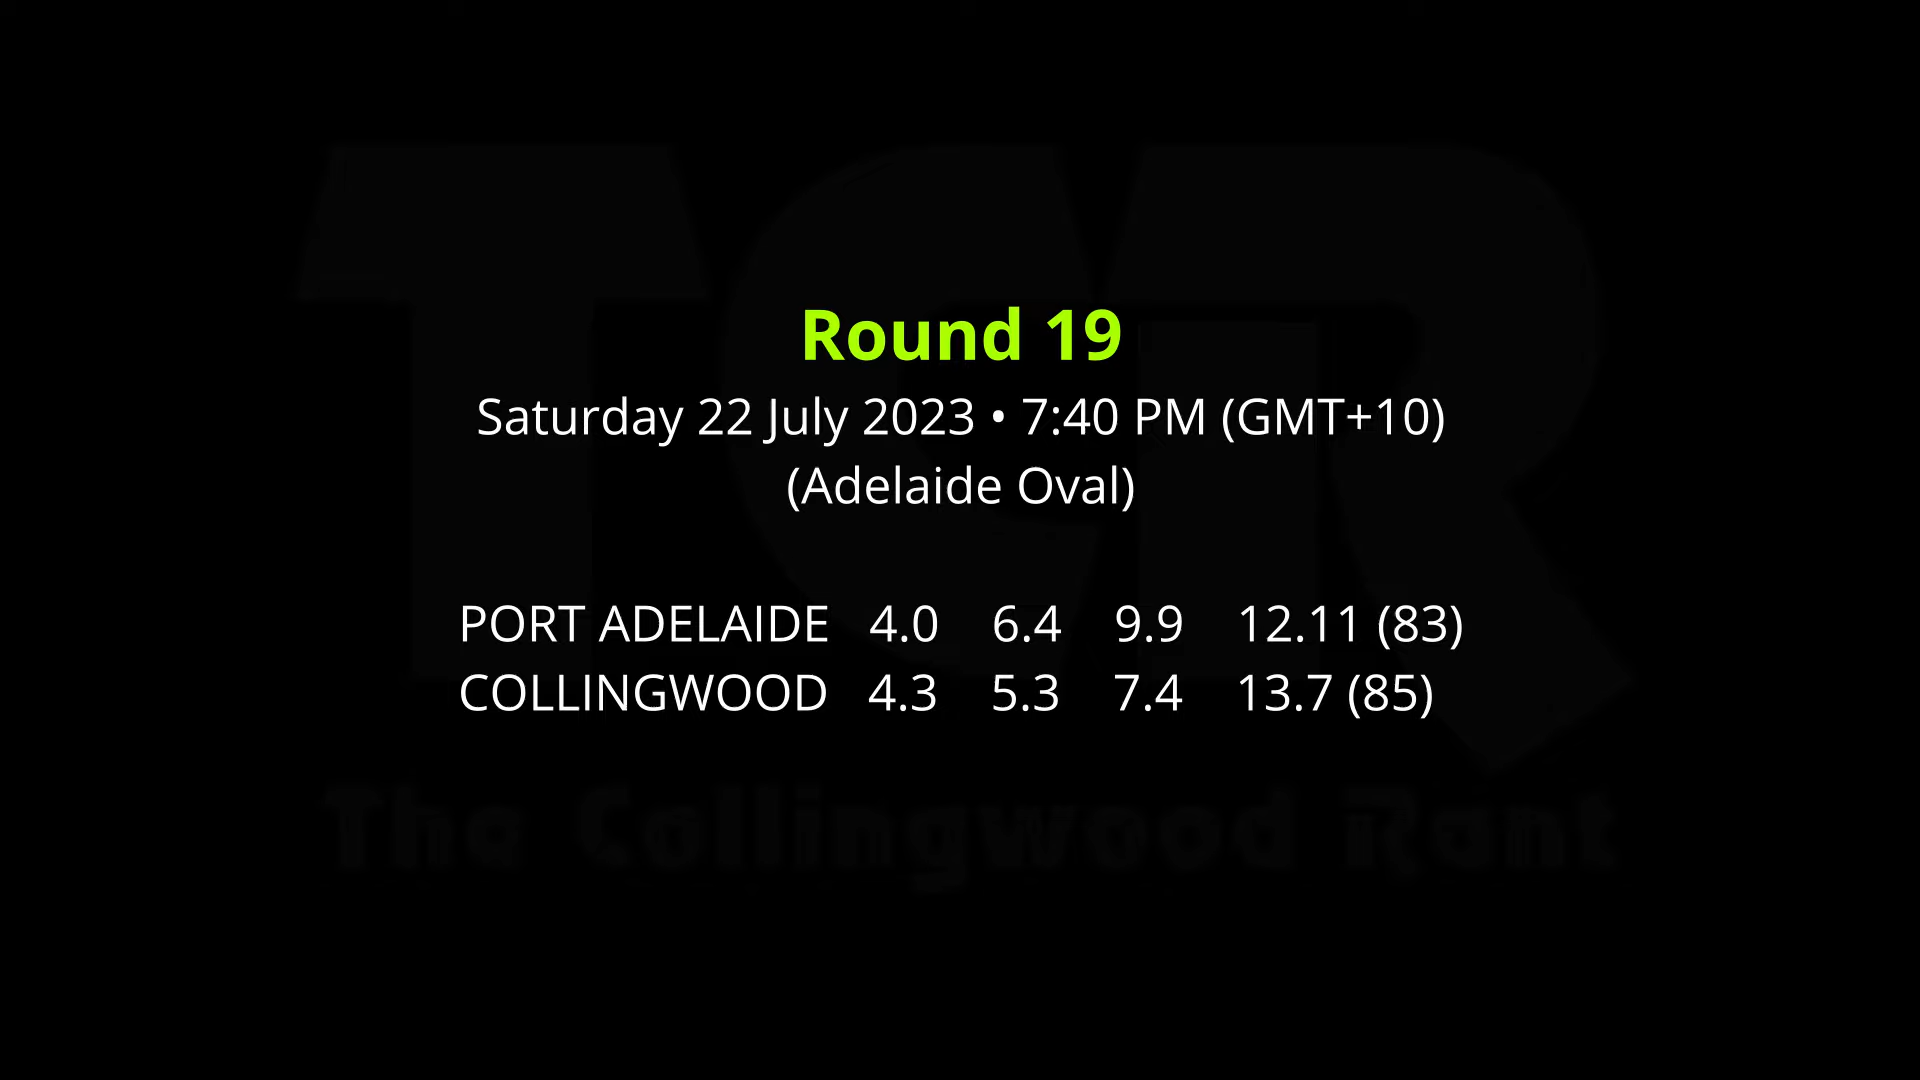 Round 19
Saturday 22 July 2023 • 7:40 PM (GMT+10)
(Adelaide Oval)
PORT ADELAIDE 4.0 6.4 9.9 12.11 (83)
COLLINGWOOD 4.3 5.3 7.4 13.7 (85)
TCR
The Collingwood Rant